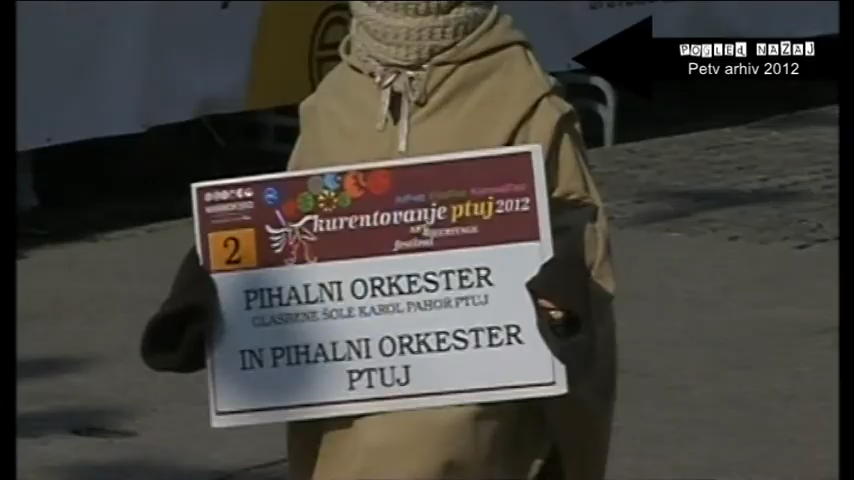 POGLED NAZAJ
Petv arhiv 2012
kurentovanje ptuj 2012
festival
2
PIHALNI ORKESTER
GLASBENE ŠOLE KAROL PAHOR PTUJ
IN PIHALNI ORKESTER
PTUJ